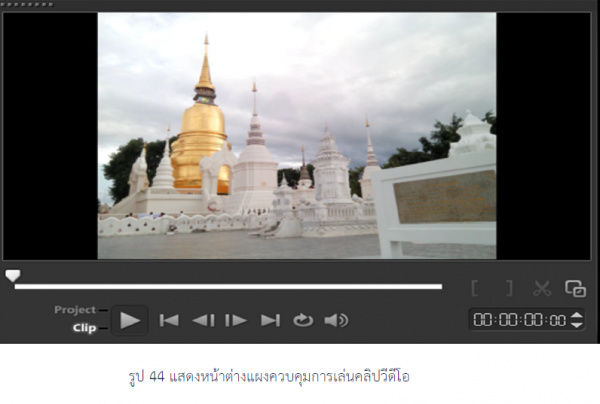 Project
Clip
00:00:00:00
รูป 44 แสดงหน้าต่างแผงควบคุมการเล่นคลิปวีดีโอ